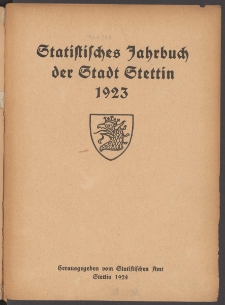 Statistisches Jahrbuch
der Stadt Stettin
1923
Herausgegeben vom Statistischen Amt
Stettin 1924